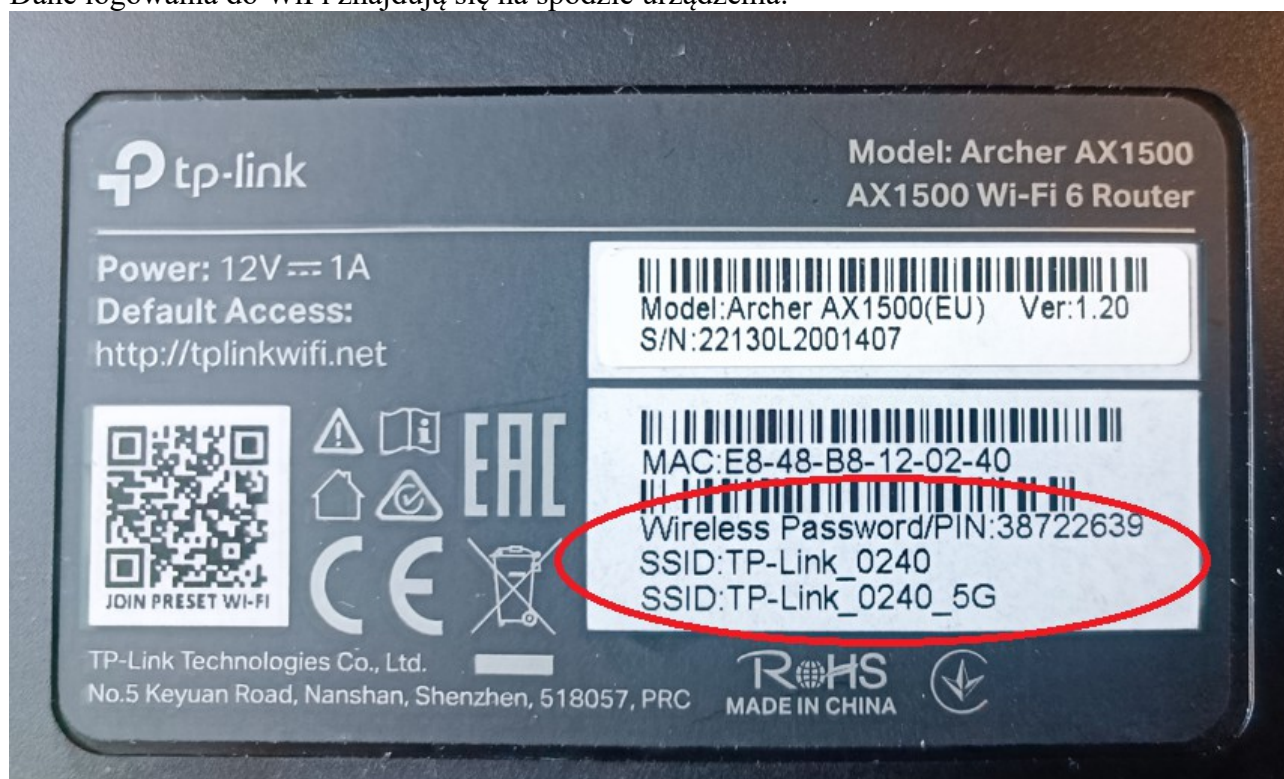 Dane logowania do WiFi znajdują się na spodzie urządzenia.
tp-link
Model: Archer AX1500
AX1500 Wi-Fi 6 Router
Power: 12V⎓1A
Default Access:
http://tplinkwifi.net
Model:Archer AX1500(EU) Ver:1.20
S/N:22130L2001407
MAC:E8-48-B8-12-02-40
Wireless Password/PIN:38722639
SSID:TP-Link_0240
SSID:TP-Link_0240_5G
EAC
CE
JOIN PRESET WI-FI
TP-Link Technologies Co., Ltd.
No.5 Keyuan Road, Nanshan, Shenzhen, 518057, PRC
RoHS
MADE IN CHINA